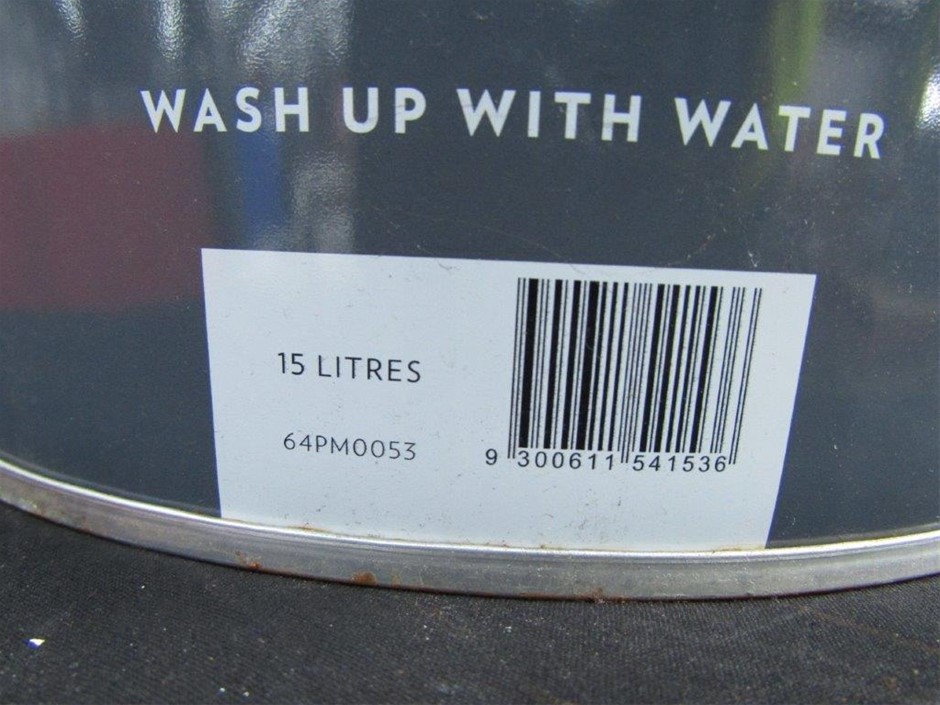 WASH UP WITH WATER
15 LITRES
64PM0053
9 300611 541536